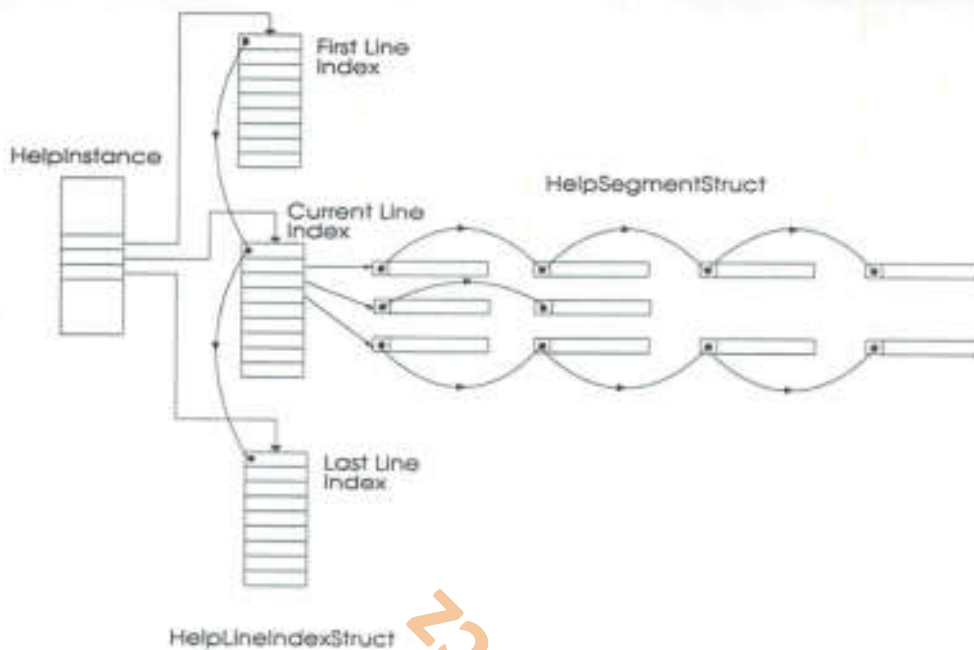 First Line
Index
HelpInstance
HelpSegmentStruct
Current Line
Index
Last Line
Index
HelpLineIndexStruct